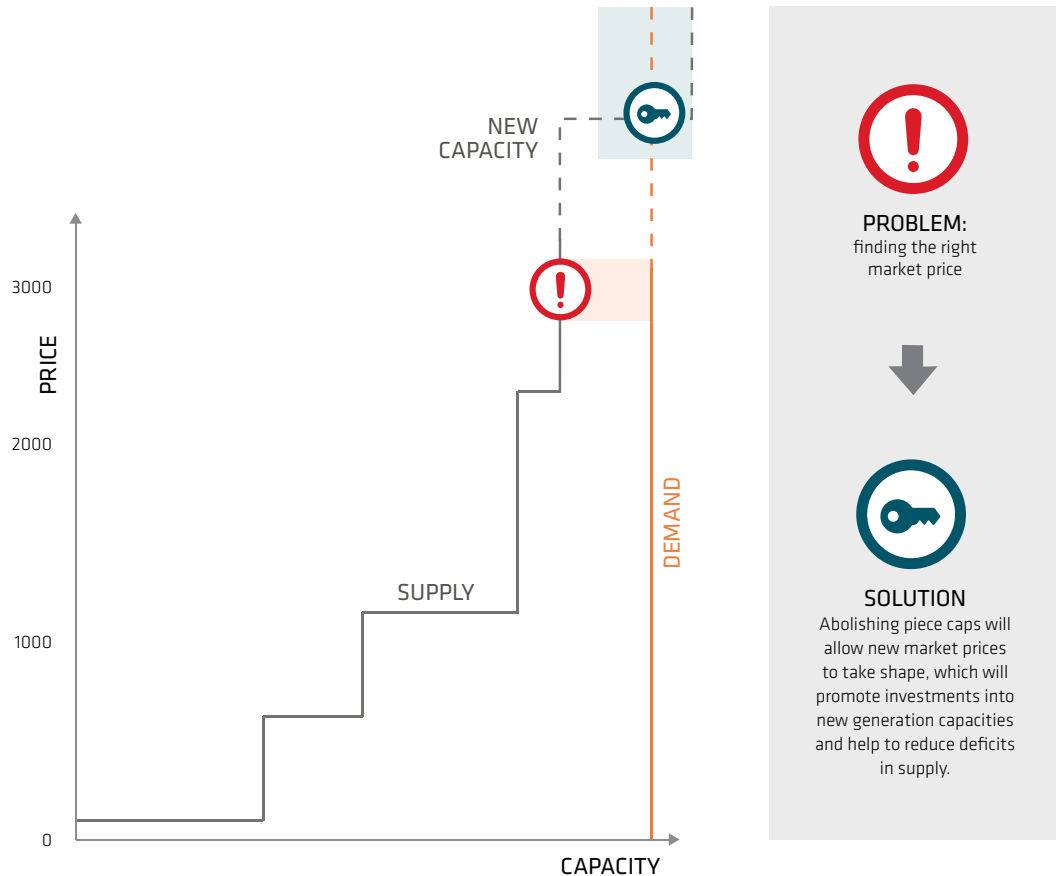 NEW
CAPACITY
3000
2000
1000
0
PRICE
SUPPLY
DEMAND
CAPACITY
PROBLEM:
finding the right
market price
SOLUTION
Abolishing piece caps will
allow new market prices
to take shape, which will
promote investments into
new generation capacities
and help to reduce deficits
in supply.